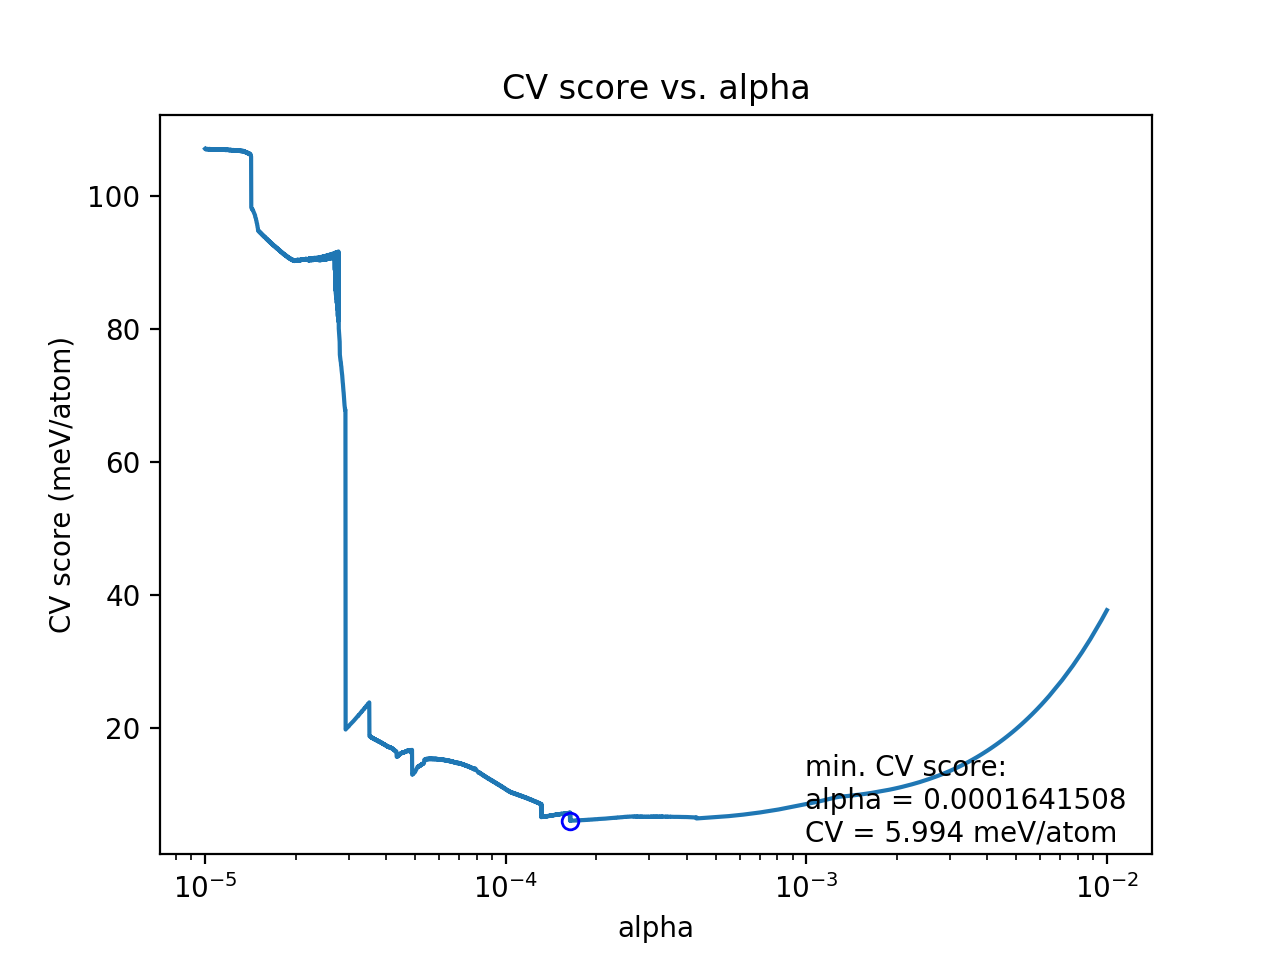 CV score vs. alpha
CV score (meV/atom)
100
80
60
40
20
min. CV score:
alpha = 0.0001641508
CV = 5.994 meV/atom
10⁻⁵ 10⁻⁴ 10⁻³ 10⁻²
alpha